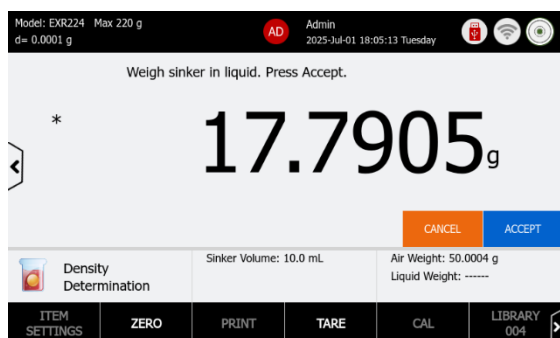 Model: EXR224 Max 220 g
d= 0.0001 g
AD
Admin
2025-Jul-01 18:05:13 Tuesday
Weigh sinker in liquid. Press Accept.
*
17.7905 g
CANCEL
ACCEPT
Density
Determination
Sinker Volume: 10.0 mL
Air Weight: 50.0004 g
Liquid Weight: ------
ITEM
SETTINGS
ZERO
PRINT
TARE
CAL
LIBRARY
004